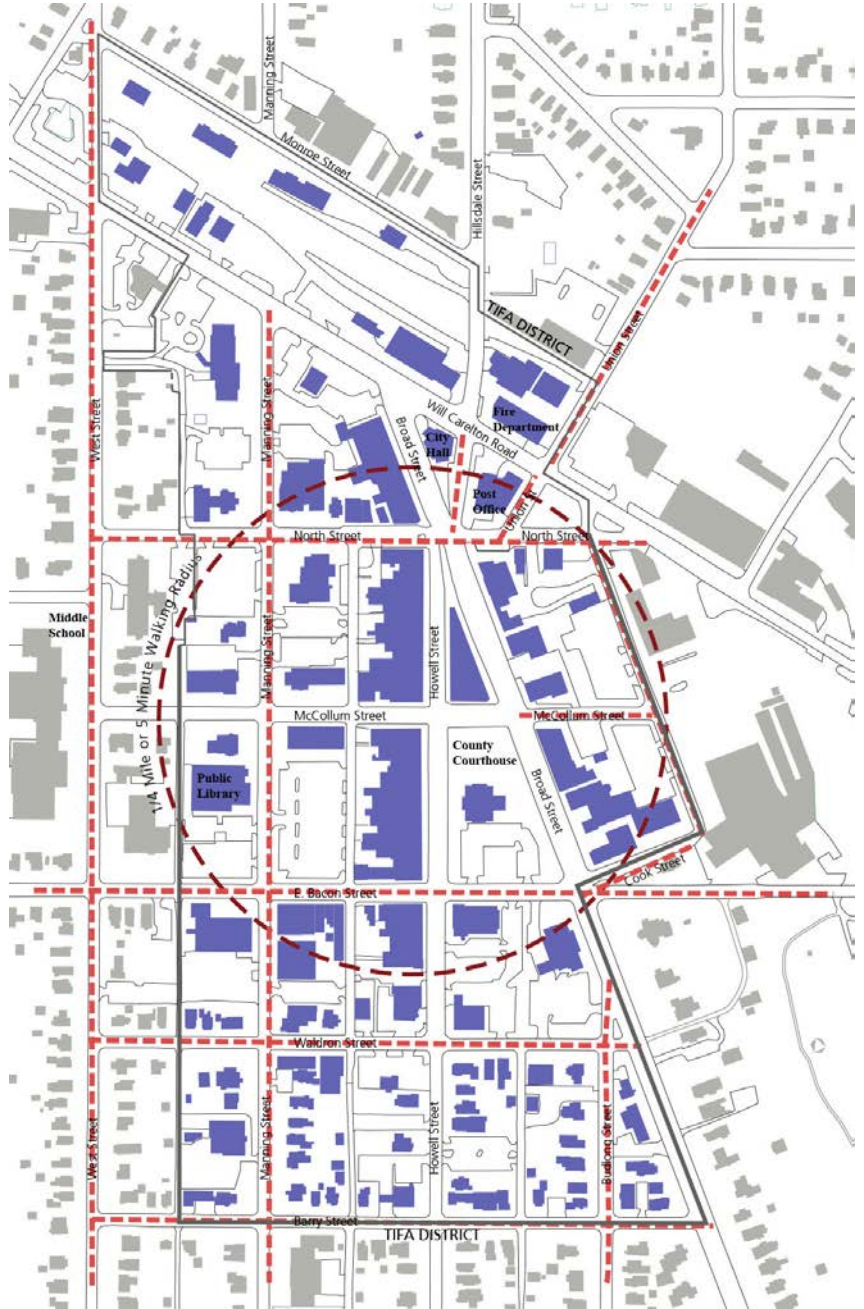 Manning Street
Monroe Street
Hillsdale Street
TIFA DISTRICT
Union Street
West Street
Manning Street
Broad Street
Will Carelton Road
City
Hall
Fire
Department
Post
Office
Union St
North Street
North Street
1/4 Mile or 5 Minute Walking Radius
Middle
School
Manning Street
Howell Street
McCollum Street
McCollum Street
Public
Library
County
Courthouse
Broad Street
Cook Street
E. Bacon Street
Waldron Street
West Street
Manning Street
Howell Street
Budlong Street
Barry Street
TIFA DISTRICT